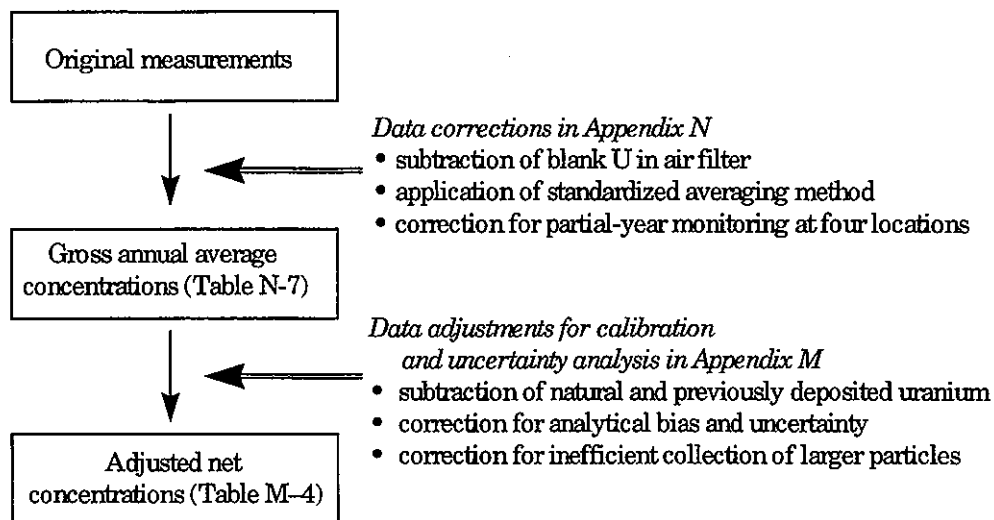 Original measurements
Data corrections in Appendix N
• subtraction of blank U in air filter
• application of standardized averaging method
• correction for partial-year monitoring at four locations
Gross annual average
concentrations (Table N-7)
Data adjustments for calibration
and uncertainty analysis in Appendix M
• subtraction of natural and previously deposited uranium
• correction for analytical bias and uncertainty
• correction for inefficient collection of larger particles
Adjusted net
concentrations (Table M–4)